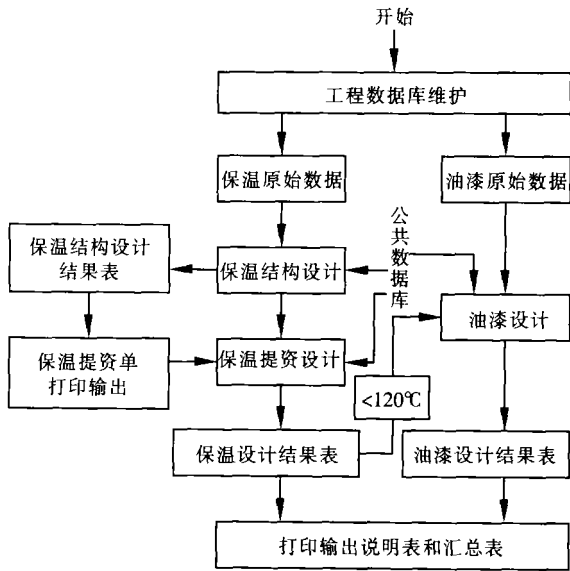 开始
工程数据库维护
保温原始数据
油漆原始数据
公共数据库
保温结构设计
结果表
保温结构设计
油漆设计
保温提资单
打印输出
保温提资设计
<120℃
保温设计结果表
油漆设计结果表
打印输出说明表和汇总表